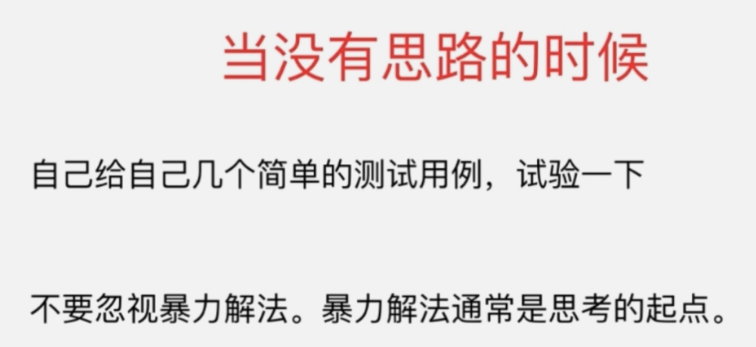 当没有思路的时候
自己给自己几个简单的测试用例，试验一下
不要忽视暴力解法。暴力解法通常是思考的起点。